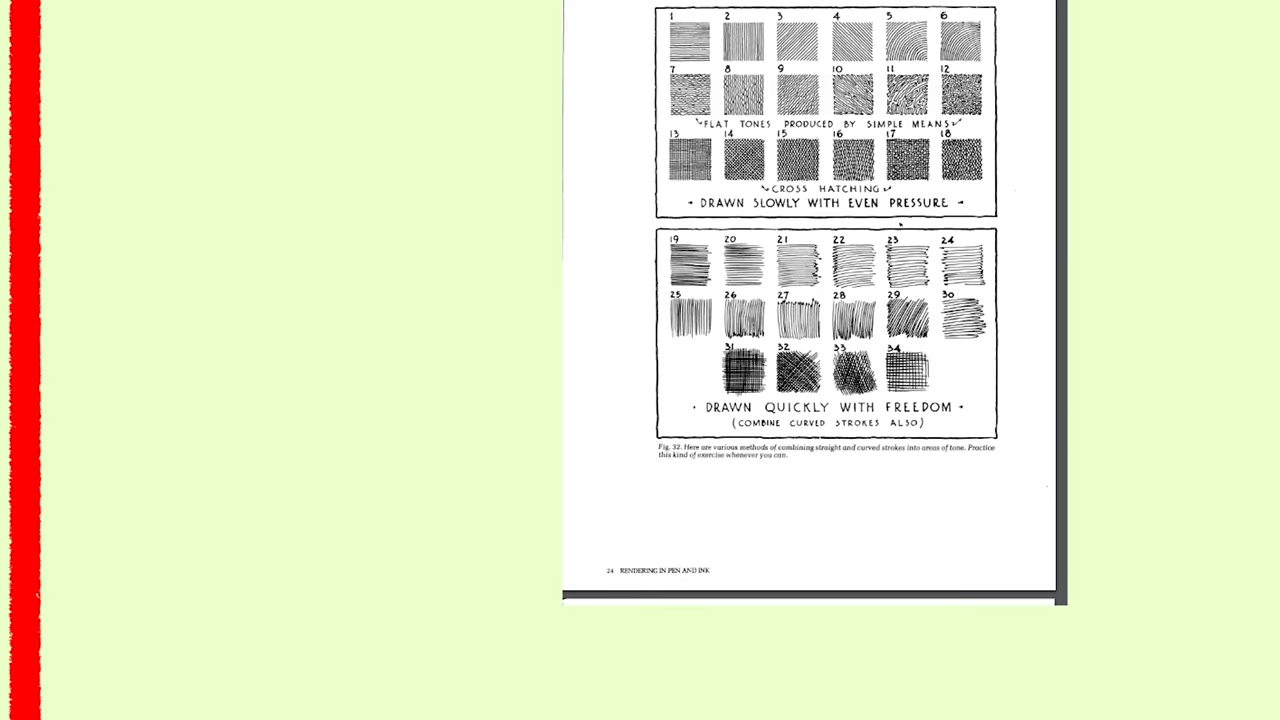 1 2 3 4 5 6
7 8 9 10 11 12
FLAT TONES PRODUCED BY SIMPLE MEANS
13 14 15 16 17 18
CROSS HATCHING
DRAWN SLOWLY WITH EVEN PRESSURE
19 20 21 22 23 24
25 26 27 28 29 30
31 32 33 34
DRAWN QUICKLY WITH FREEDOM
(COMBINE CURVED STROKES ALSO)
Fig. 32. Here are various methods of combining straight and curved strokes into areas of tone. Practice
this kind of exercise whenever you can.
24 RENDERING IN PEN AND INK